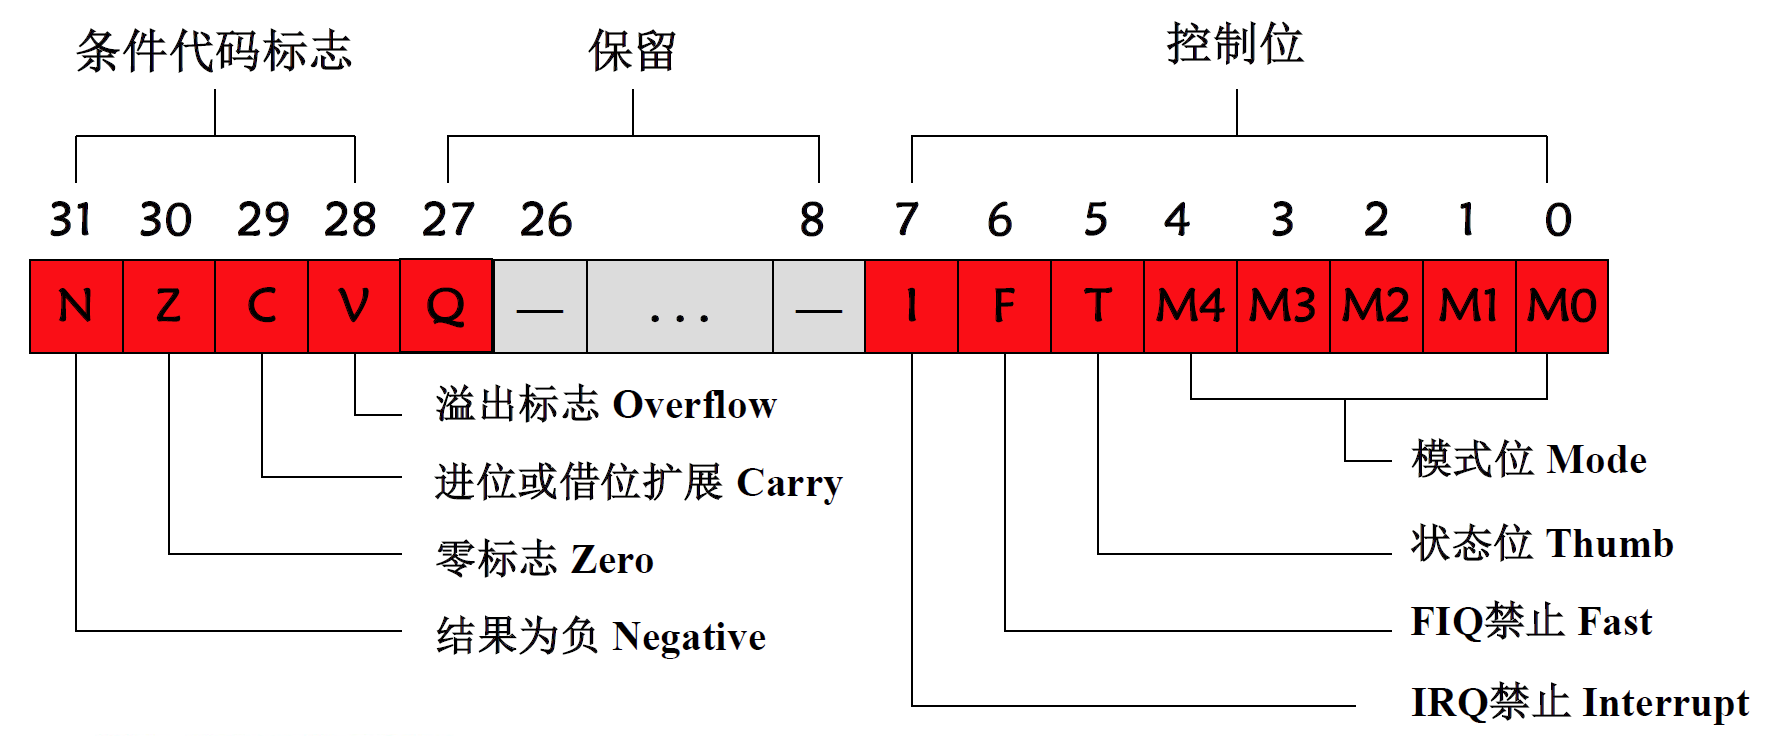 条件代码标志 保留 控制位
31 30 29 28 27 26 8 7 6 5 4 3 2 1 0
N Z C V Q — ... — I F T M4 M3 M2 M1 M0
溢出标志 Overflow
进位或借位扩展 Carry
零标志 Zero
结果为负 Negative
模式位 Mode
状态位 Thumb
FIQ禁止 Fast
IRQ禁止 Interrupt